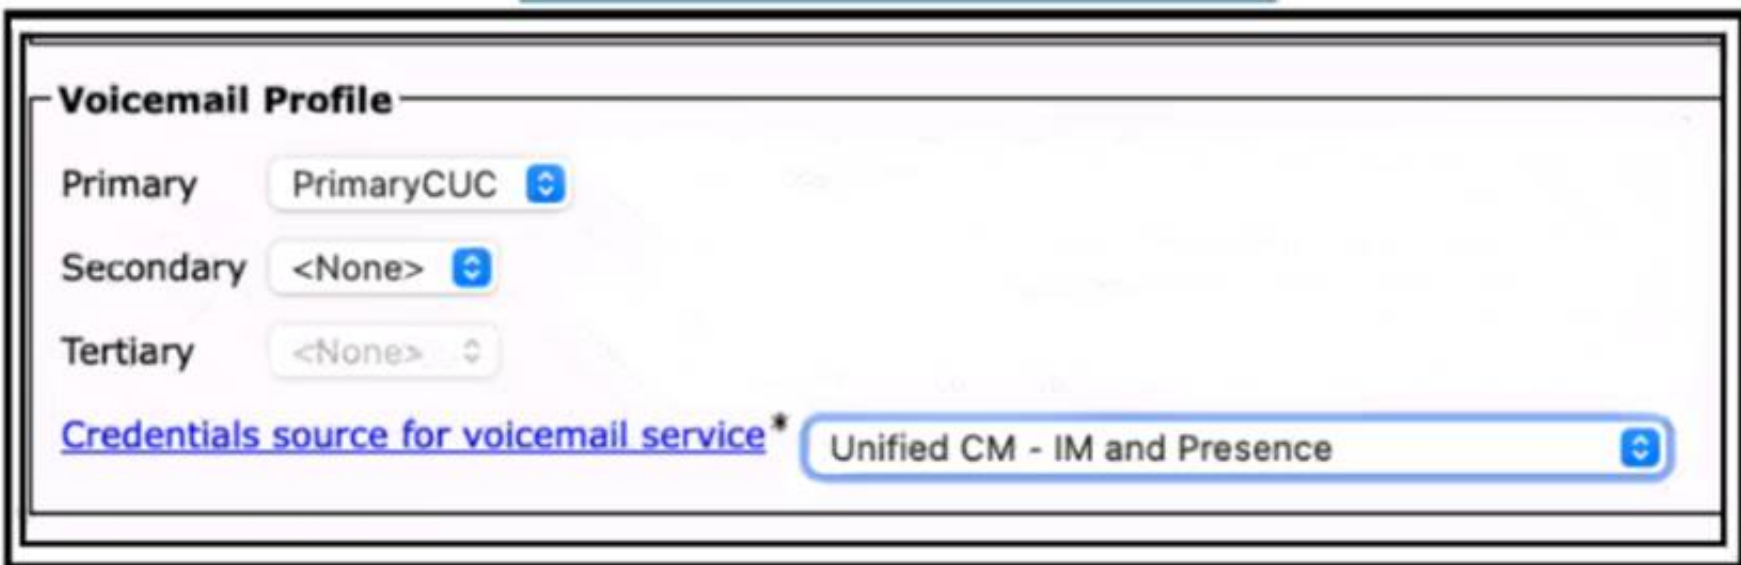 Voicemail Profile
Primary PrimaryCUC
Secondary <None>
Tertiary <None>
Credentials source for voicemail service* Unified CM - IM and Presence